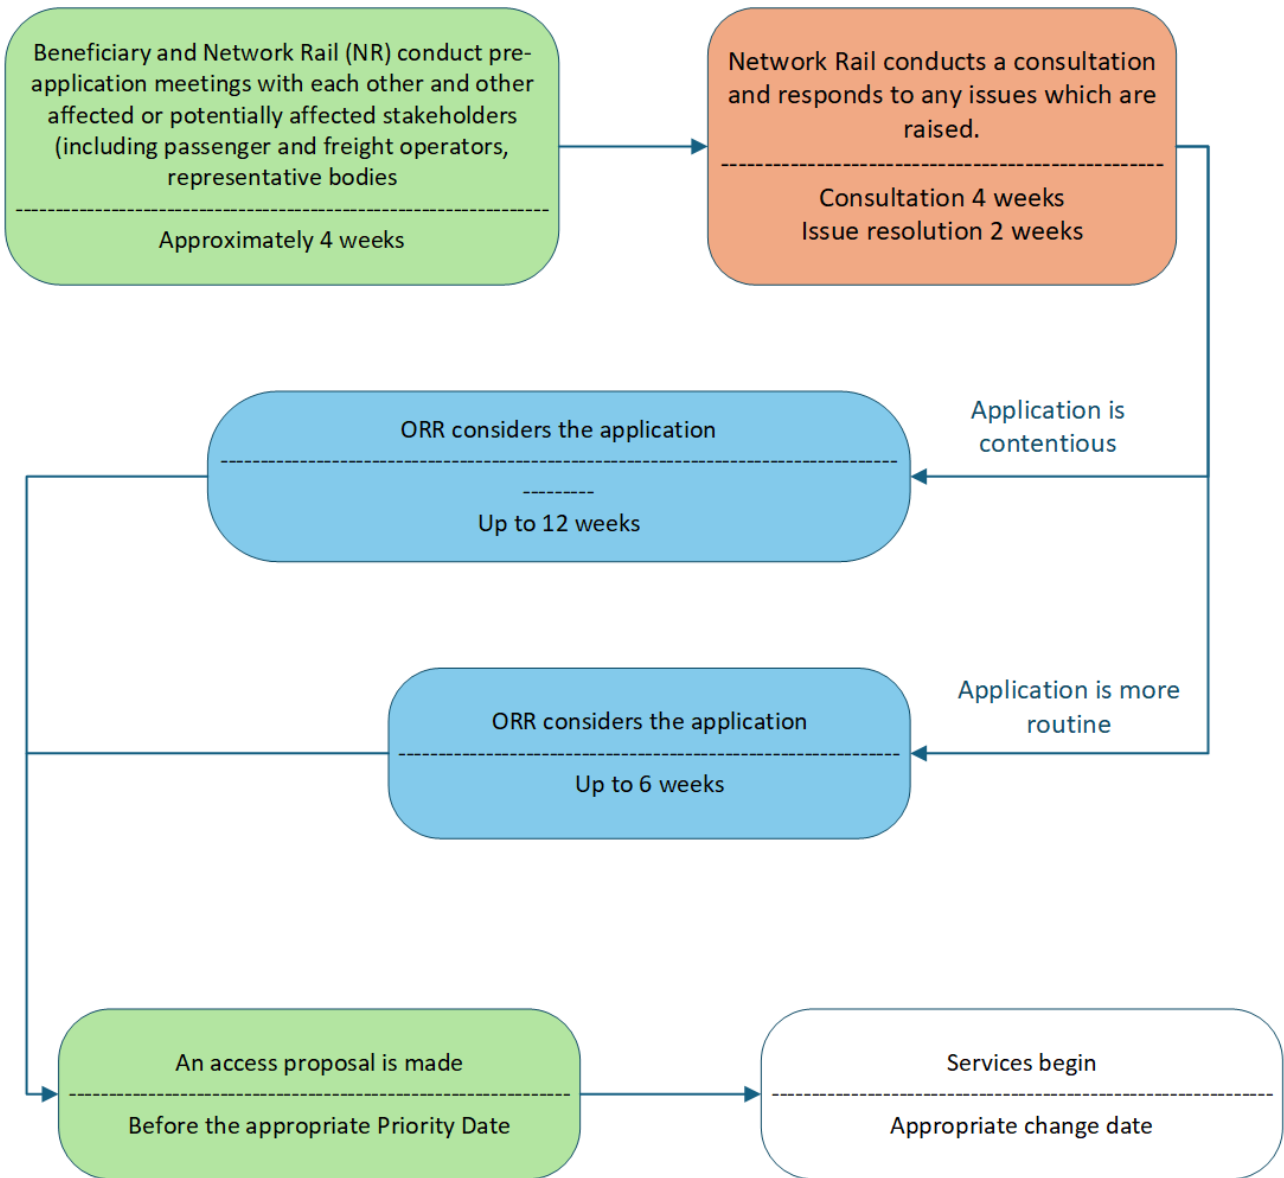 Beneficiary and Network Rail (NR) conduct pre-
application meetings with each other and other
affected or potentially affected stakeholders
(including passenger and freight operators,
representative bodies
--------------------------------------------------------------------
Approximately 4 weeks
Network Rail conducts a consultation
and responds to any issues which are
raised.
--------------------------------------------------------
Consultation 4 weeks
Issue resolution 2 weeks
Application is
contentious
ORR considers the application
--------------------------------------------------------------------------------------
---------
Up to 12 weeks
Application is more
routine
ORR considers the application
----------------------------------------------------------------
Up to 6 weeks
An access proposal is made
----------------------------------------------------------------
Before the appropriate Priority Date
Services begin
----------------------------------------------------------------
Appropriate change date